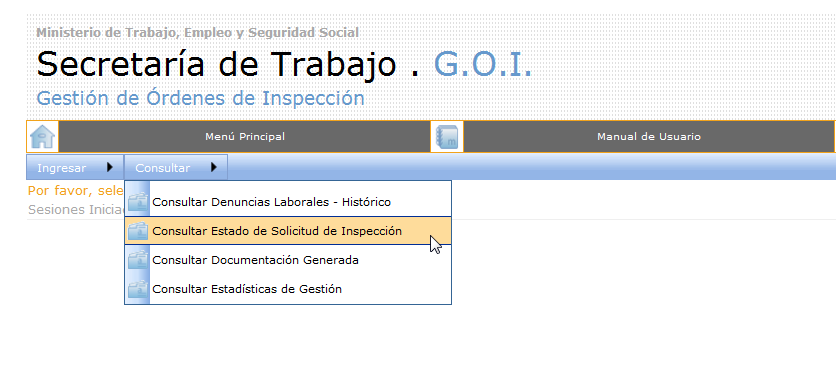 Ministerio de Trabajo, Empleo y Seguridad Social
Secretaría de Trabajo . G.O.I.
Gestión de Órdenes de Inspección
Menú Principal
Manual de Usuario
Ingresar
Consultar
Por favor, sele
Sesiones Inicia
Consultar Denuncias Laborales - Histórico
Consultar Estado de Solicitud de Inspección
Consultar Documentación Generada
Consultar Estadísticas de Gestión